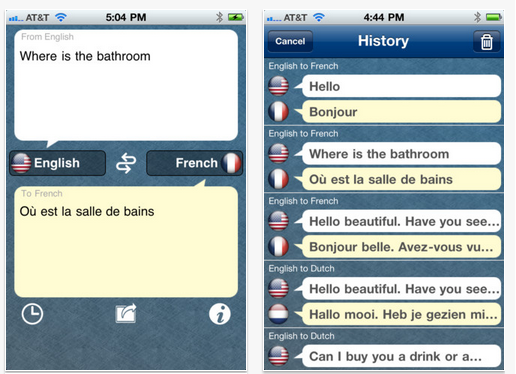 AT&T 5:04 PM
From English
Where is the bathroom
English French
To French
Où est la salle de bains
AT&T 4:44 PM
Cancel History
English to French
Hello
Bonjour
English to French
Where is the bathroom
Où est la salle de bains
English to French
Hello beautiful. Have you see...
Bonjour belle. Avez-vous vu...
English to Dutch
Hello beautiful. Have you see...
Hallo mooi. Heb je gezien mi...
English to Dutch
Can I buy you a drink or a...